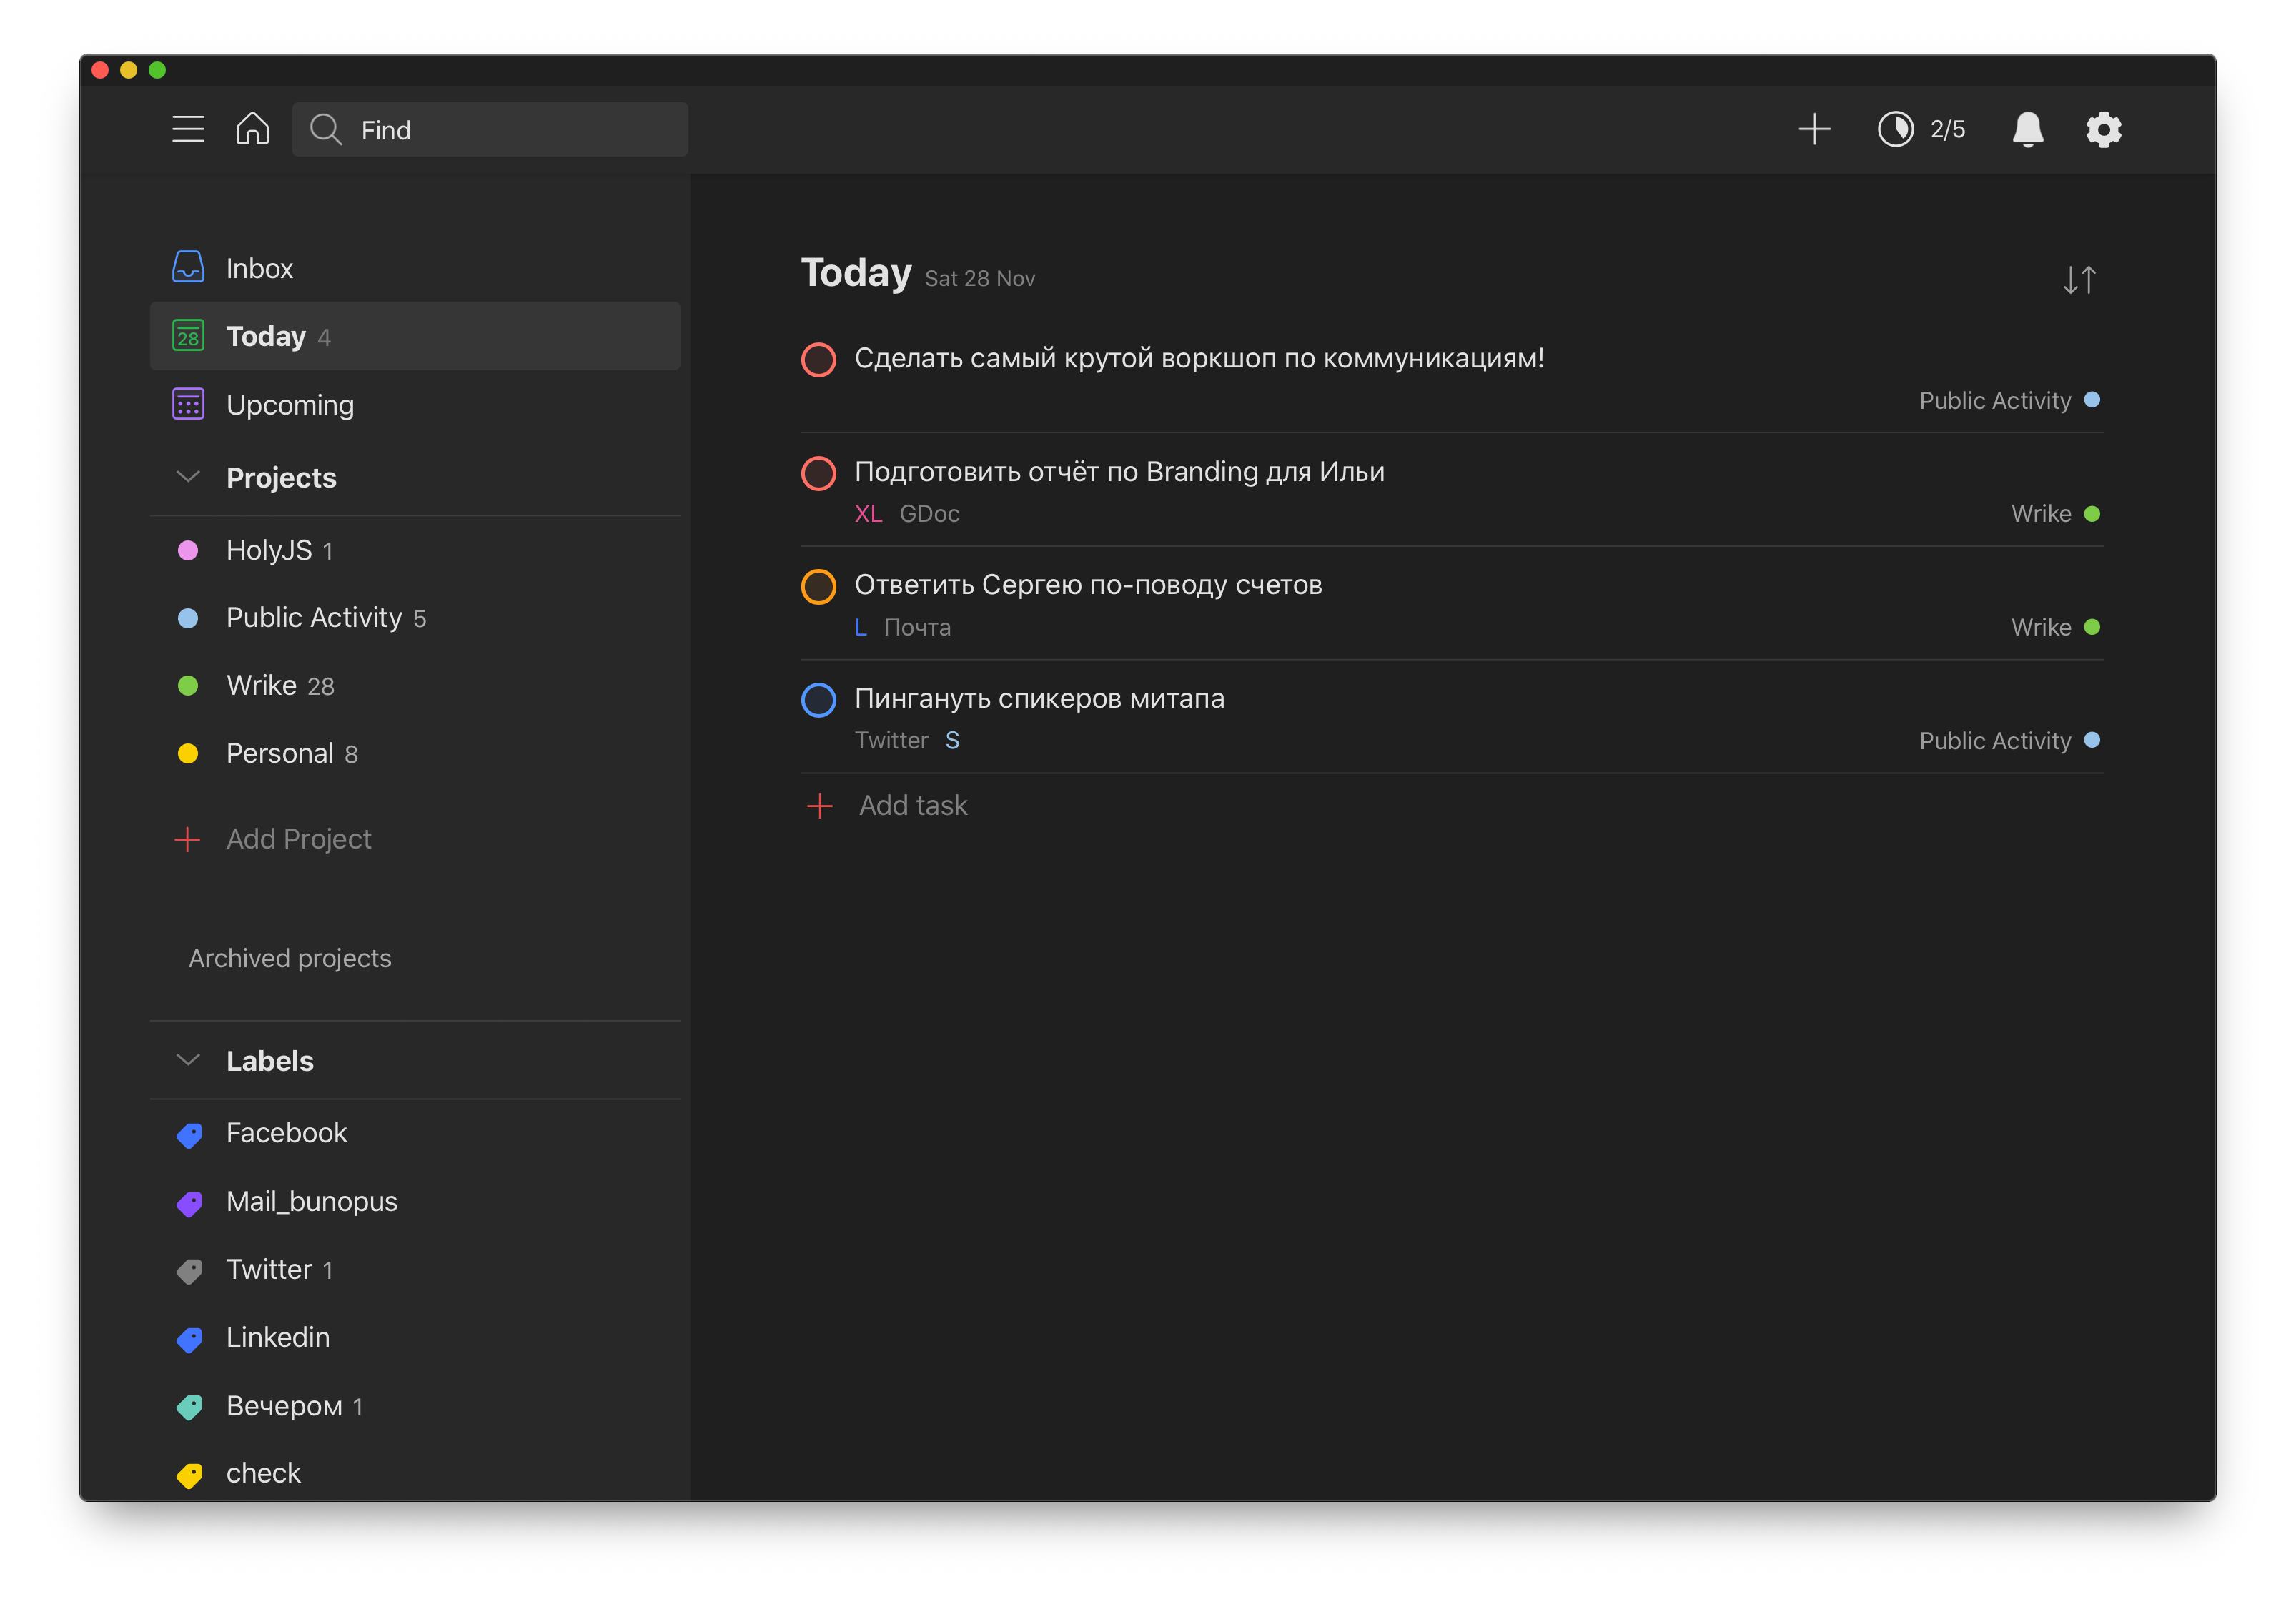 Find
2/5
Inbox
28 Today 4
Upcoming
Projects
HolyJS 1
Public Activity 5
Wrike 28
Personal 8
Add Project
Archived projects
Labels
Facebook
Mail_bunopus
Twitter 1
Linkedin
Вечером 1
check
Today Sat 28 Nov
Сделать самый крутой воркшоп по коммуникациям!
Public Activity
Подготовить отчёт по Branding для Ильи
XL GDoc Wrike
Ответить Сергею по-поводу счетов
L Почта Wrike
Пингануть спикеров митапа
Twitter S Public Activity
Add task